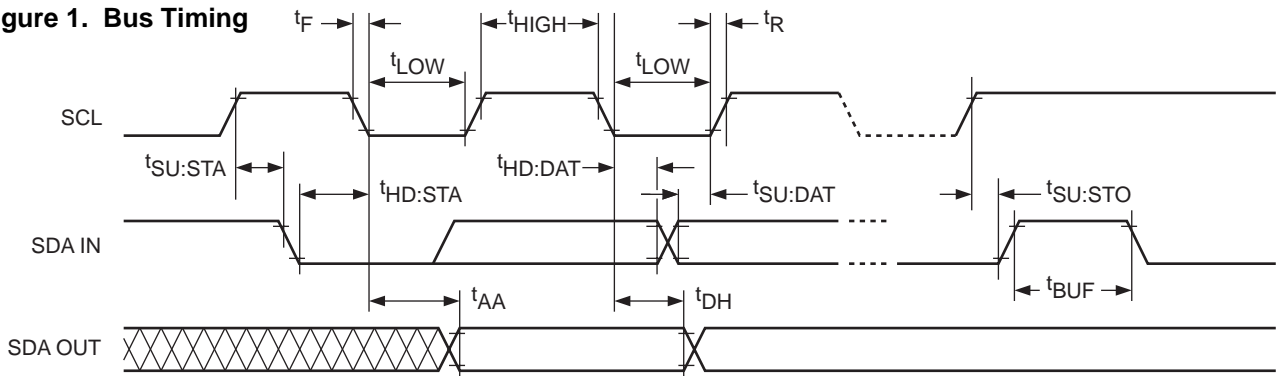 gure 1. Bus Timing
tF
tHIGH
tR
tLOW
tLOW
SCL
tSU:STA
tHD:STA
tHD:DAT
tSU:DAT
tSU:STO
SDA IN
tBUF
tAA
tDH
SDA OUT